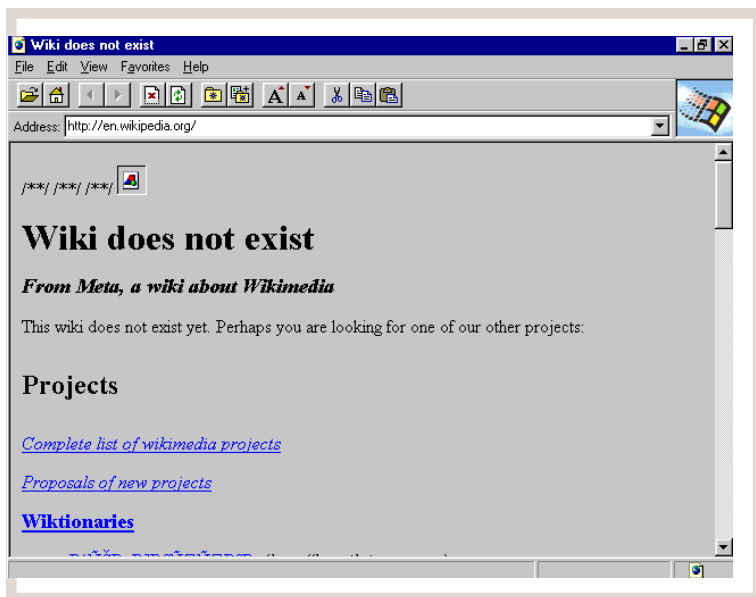 Wiki does not exist
File Edit View Favorites Help
Address: http://en.wikipedia.org/
/**/ /**/ /**/
Wiki does not exist
From Meta, a wiki about Wikimedia
This wiki does not exist yet. Perhaps you are looking for one of our other projects:
Projects
Complete list of wikimedia projects
Proposals of new projects
Wiktionaries